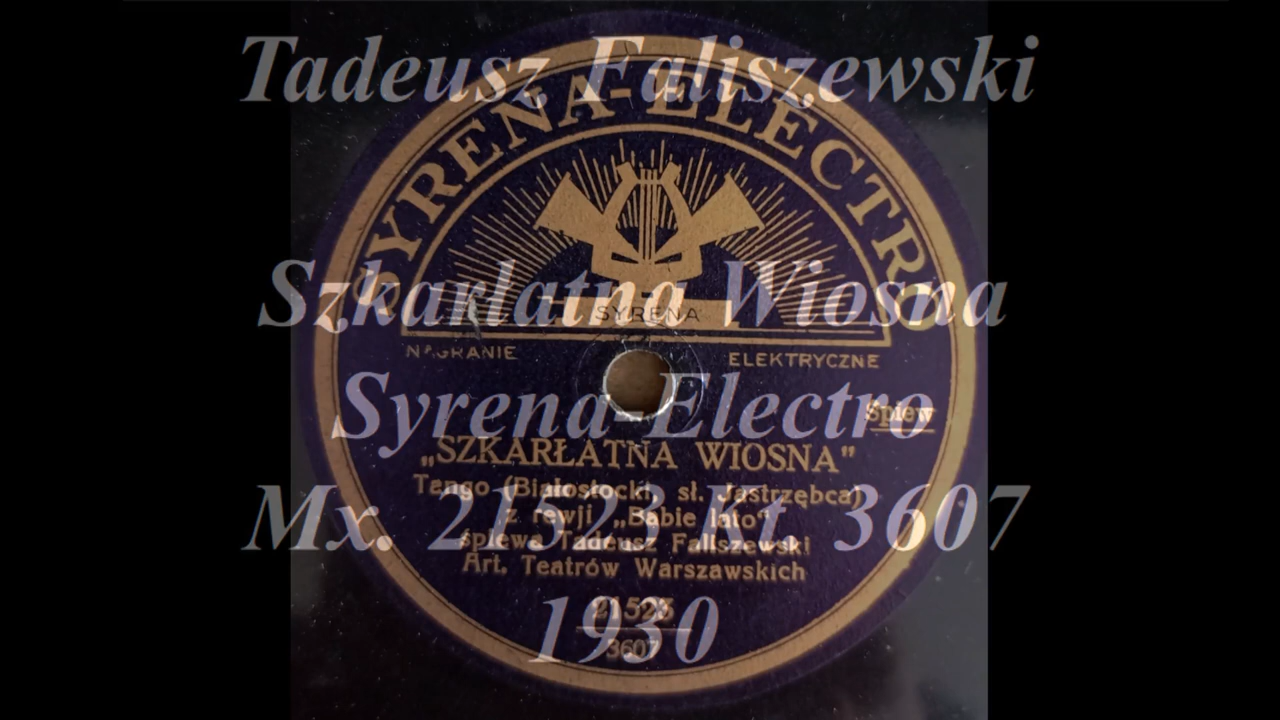 Tadeusz Faliszewski
SYRENA-ELECTRO
Szkarlatna Wiosna
SYRENA
NAGRANIE ELEKTRYCZNE
Syrena-Electro
Śpiew
„SZKARŁATNA WIOSNA”
Tango (Białostocki, sł. Jastrzębca)
Mx. 21523 Kt. 3607
z rewji „Babie lato“
śpiewa Tadeusz Faliszewski
Art. Teatrów Warszawskich
21523
1930
3607